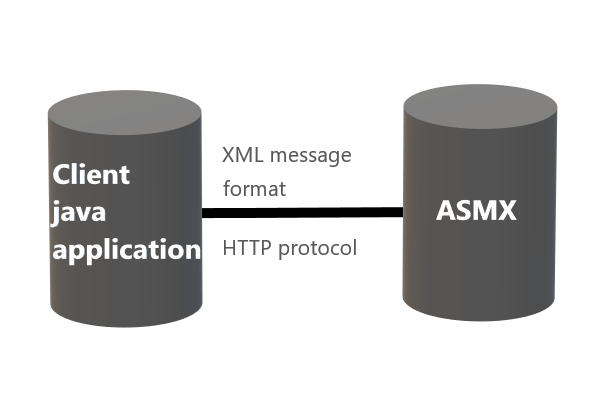 Client
java
application
XML message
format
HTTP protocol
ASMX